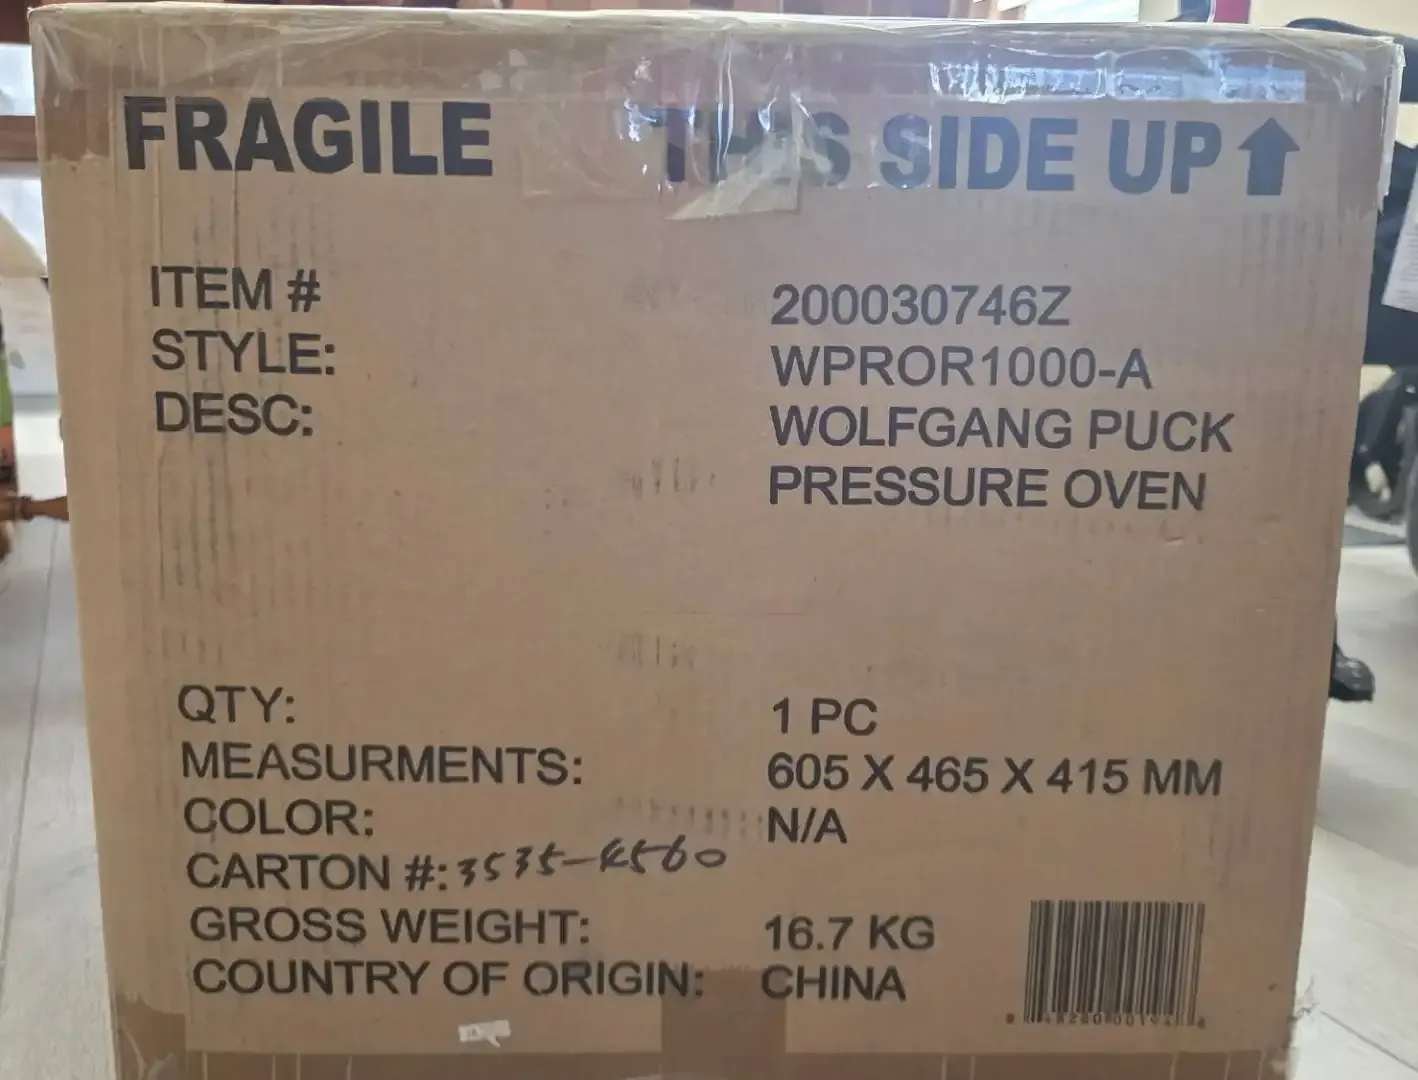 FRAGILE THIS SIDE UP
ITEM # 200030746Z
STYLE: WPROR1000-A
DESC: WOLFGANG PUCK
PRESSURE OVEN
QTY: 1 PC
MEASURMENTS: 605 X 465 X 415 MM
COLOR: N/A
CARTON #: 3535-4560
GROSS WEIGHT: 16.7 KG
COUNTRY OF ORIGIN: CHINA